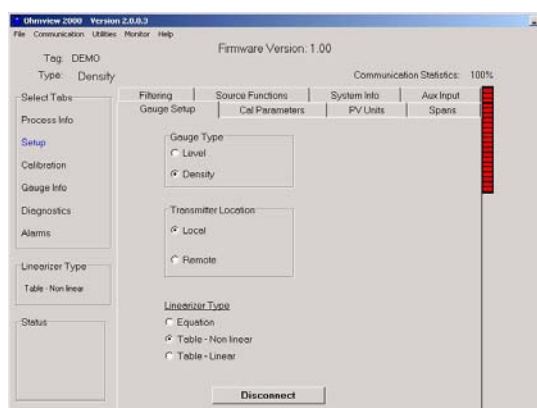 Ohmview 2000 Version 2.0.0.3
File Communication Utilities Monitor Help
Firmware Version: 1.00
Tag: DEMO
Type: Density
Communication Statistics: 100%
Select Tabs
Process Info
Setup
Calibration
Gauge Info
Diagnostics
Alarms
Linearizer Type
Table - Non linear
Status
Filtering Source Functions System Info Aux Input
Gauge Setup Cal Parameters PV Units Spans
Gauge Type
Level
Density
Transmitter Location
Local
Remote
Linearizer Type
Equation
Table - Non linear
Table - Linear
Disconnect